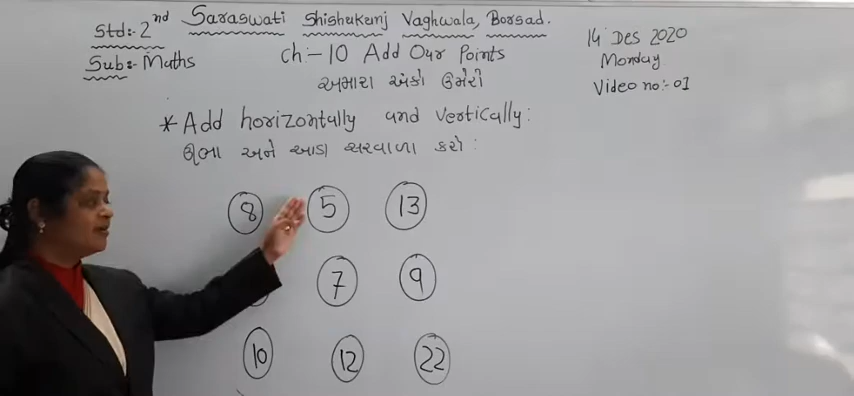 Std:- 2nd Saraswati Shishukunj Vaghwala, Borsad.
14 Des 2020
Sub:- Maths Ch:- 10 Add Our Points
Monday
અમારા અંકો ઉમેરો
Video no:- 01
* Add horizontally and vertically:
ઊભા અને આડા સરવાળા કરો:
8 5 13
7 9
10 12 22